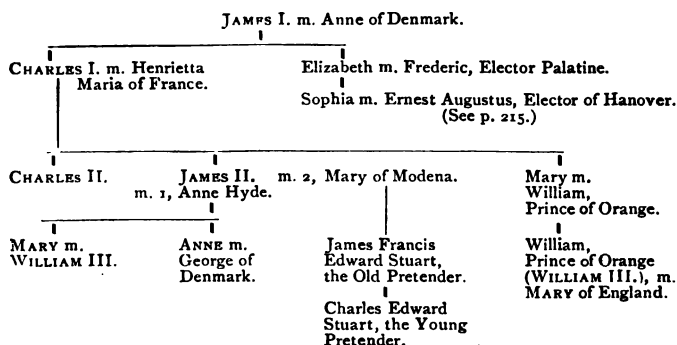 JAMES I. m. Anne of Denmark.
CHARLES I. m. Henrietta
Maria of France.
Elizabeth m. Frederic, Elector Palatine.
Sophia m. Ernest Augustus, Elector of Hanover.
(See p. 215.)
CHARLES II.
JAMES II. m. 2, Mary of Modena.
m. 1, Anne Hyde.
Mary m.
William,
Prince of Orange.
MARY m.
WILLIAM III.
ANNE m.
George of
Denmark.
James Francis
Edward Stuart,
the Old Pretender.
William,
Prince of Orange
(WILLIAM III.), m.
MARY of England.
Charles Edward
Stuart, the Young
Pretender.